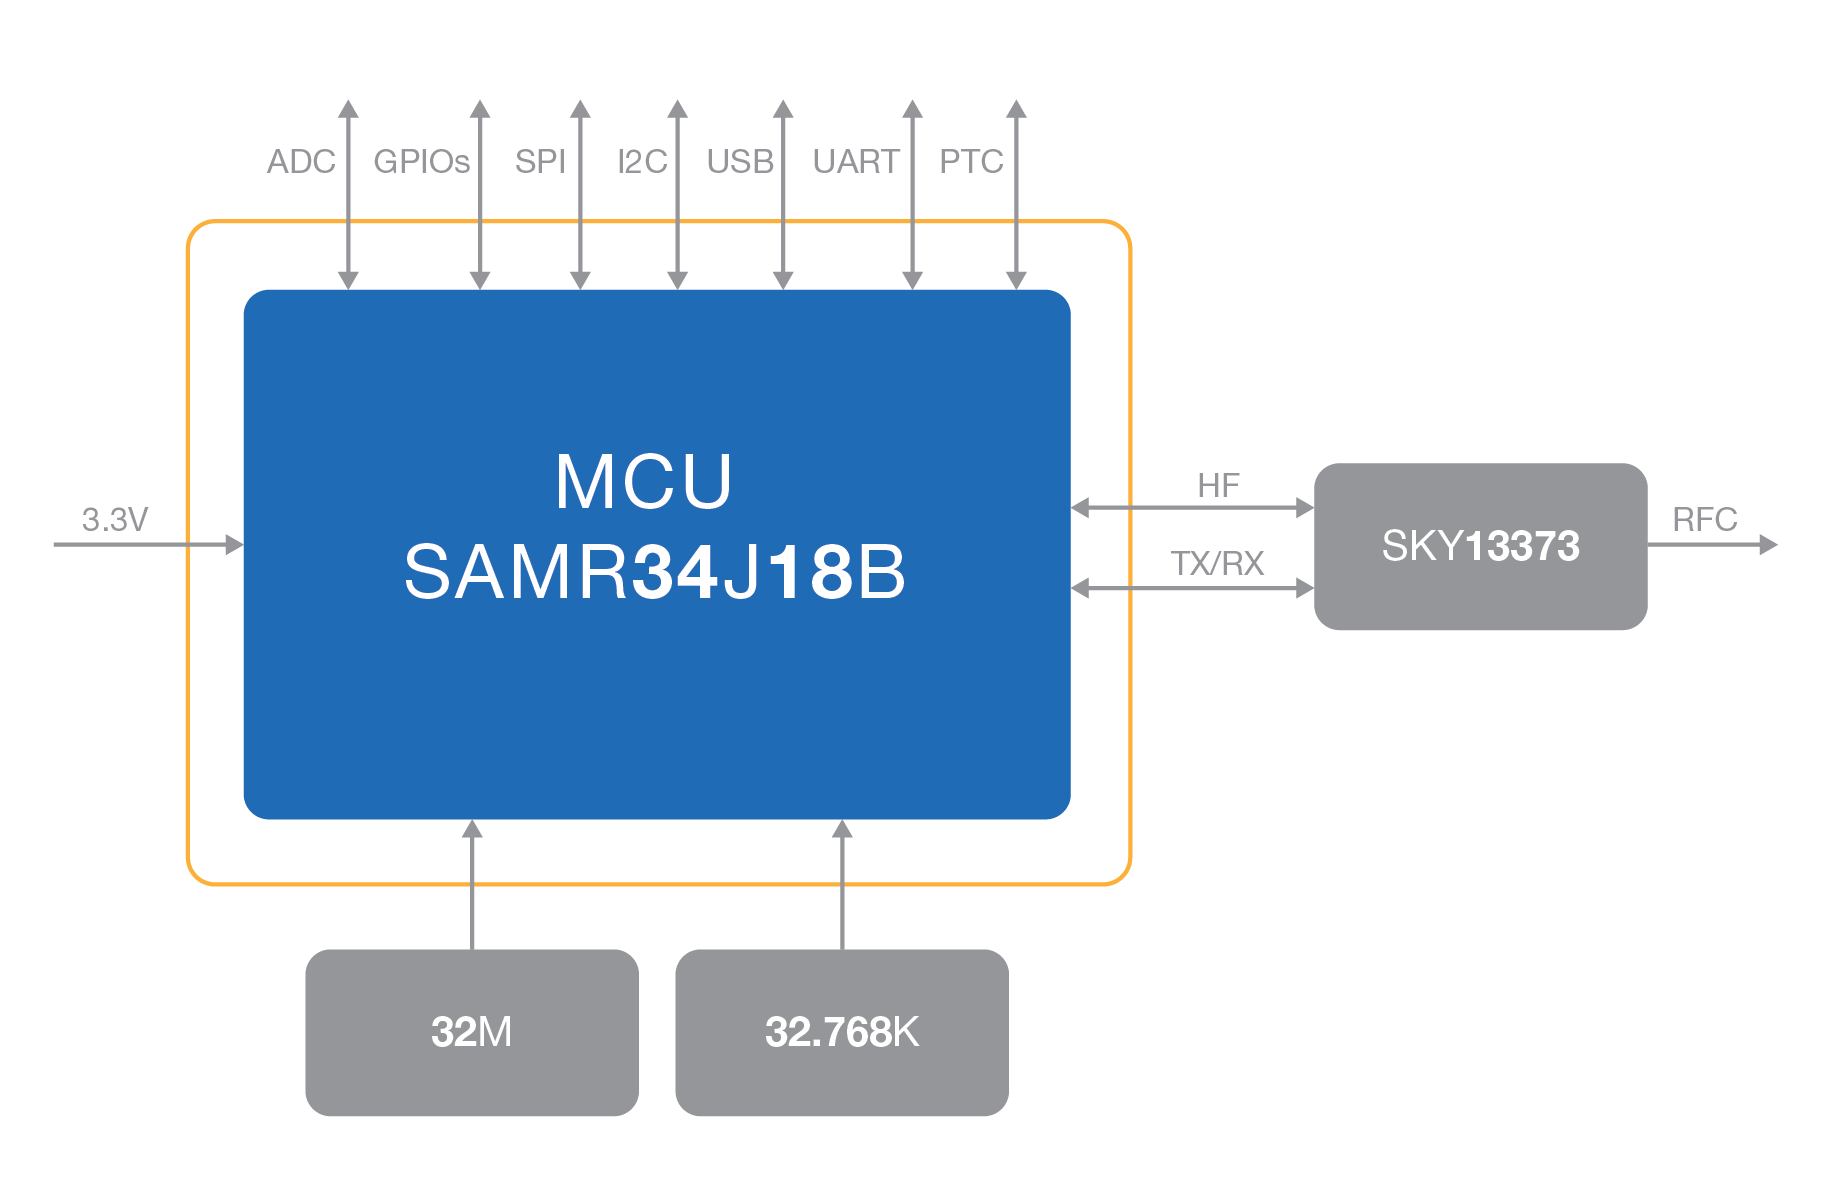 ADC GPIOs SPI I2C USB UART PTC
MCU
SAMR34J18B
3.3V
HF
TX/RX
SKY13373
RFC
32M
32.768K